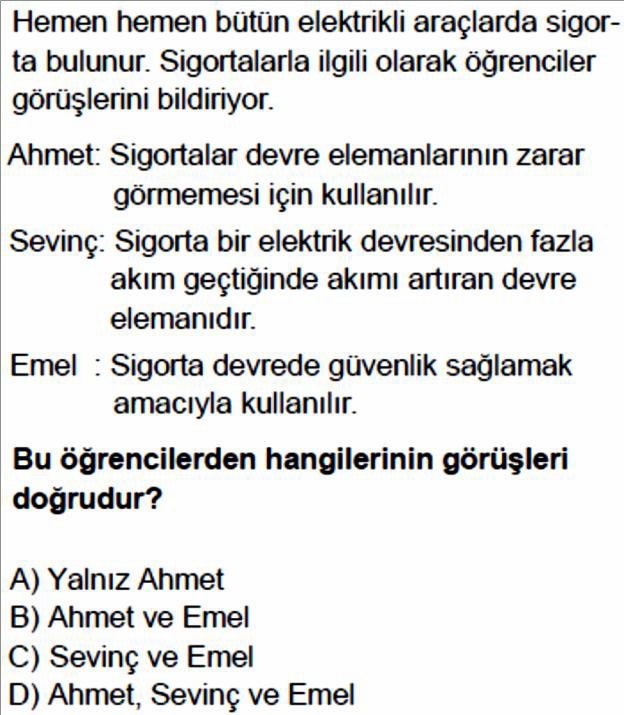 Hemen hemen bütün elektrikli araçlarda sigor-
ta bulunur. Sigortalarla ilgili olarak öğrenciler
görüşlerini bildiriyor.
Ahmet: Sigortalar devre elemanlarının zarar
görmemesi için kullanılır.
Sevinç: Sigorta bir elektrik devresinden fazla
akım geçtiğinde akımı artıran devre
elemanıdır.
Emel : Sigorta devrede güvenlik sağlamak
amacıyla kullanılır.
Bu öğrencilerden hangilerinin görüşleri
doğrudur?
A) Yalnız Ahmet
B) Ahmet ve Emel
C) Sevinç ve Emel
D) Ahmet, Sevinç ve Emel